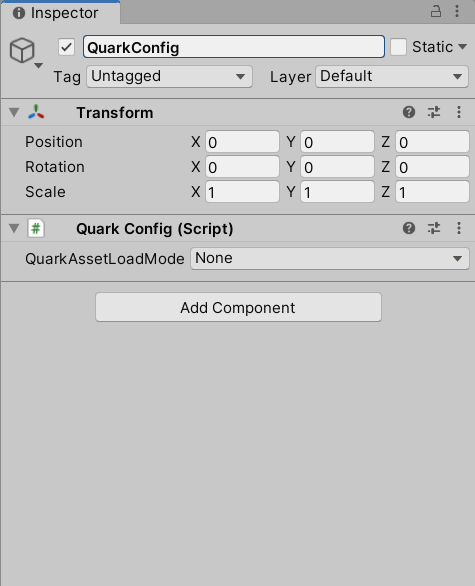 Inspector
QuarkConfig Static
Tag Untagged Layer Default
Transform
Position X 0 Y 0 Z 0
Rotation X 0 Y 0 Z 0
Scale X 1 Y 1 Z 1
# Quark Config (Script)
QuarkAssetLoadMode None
Add Component